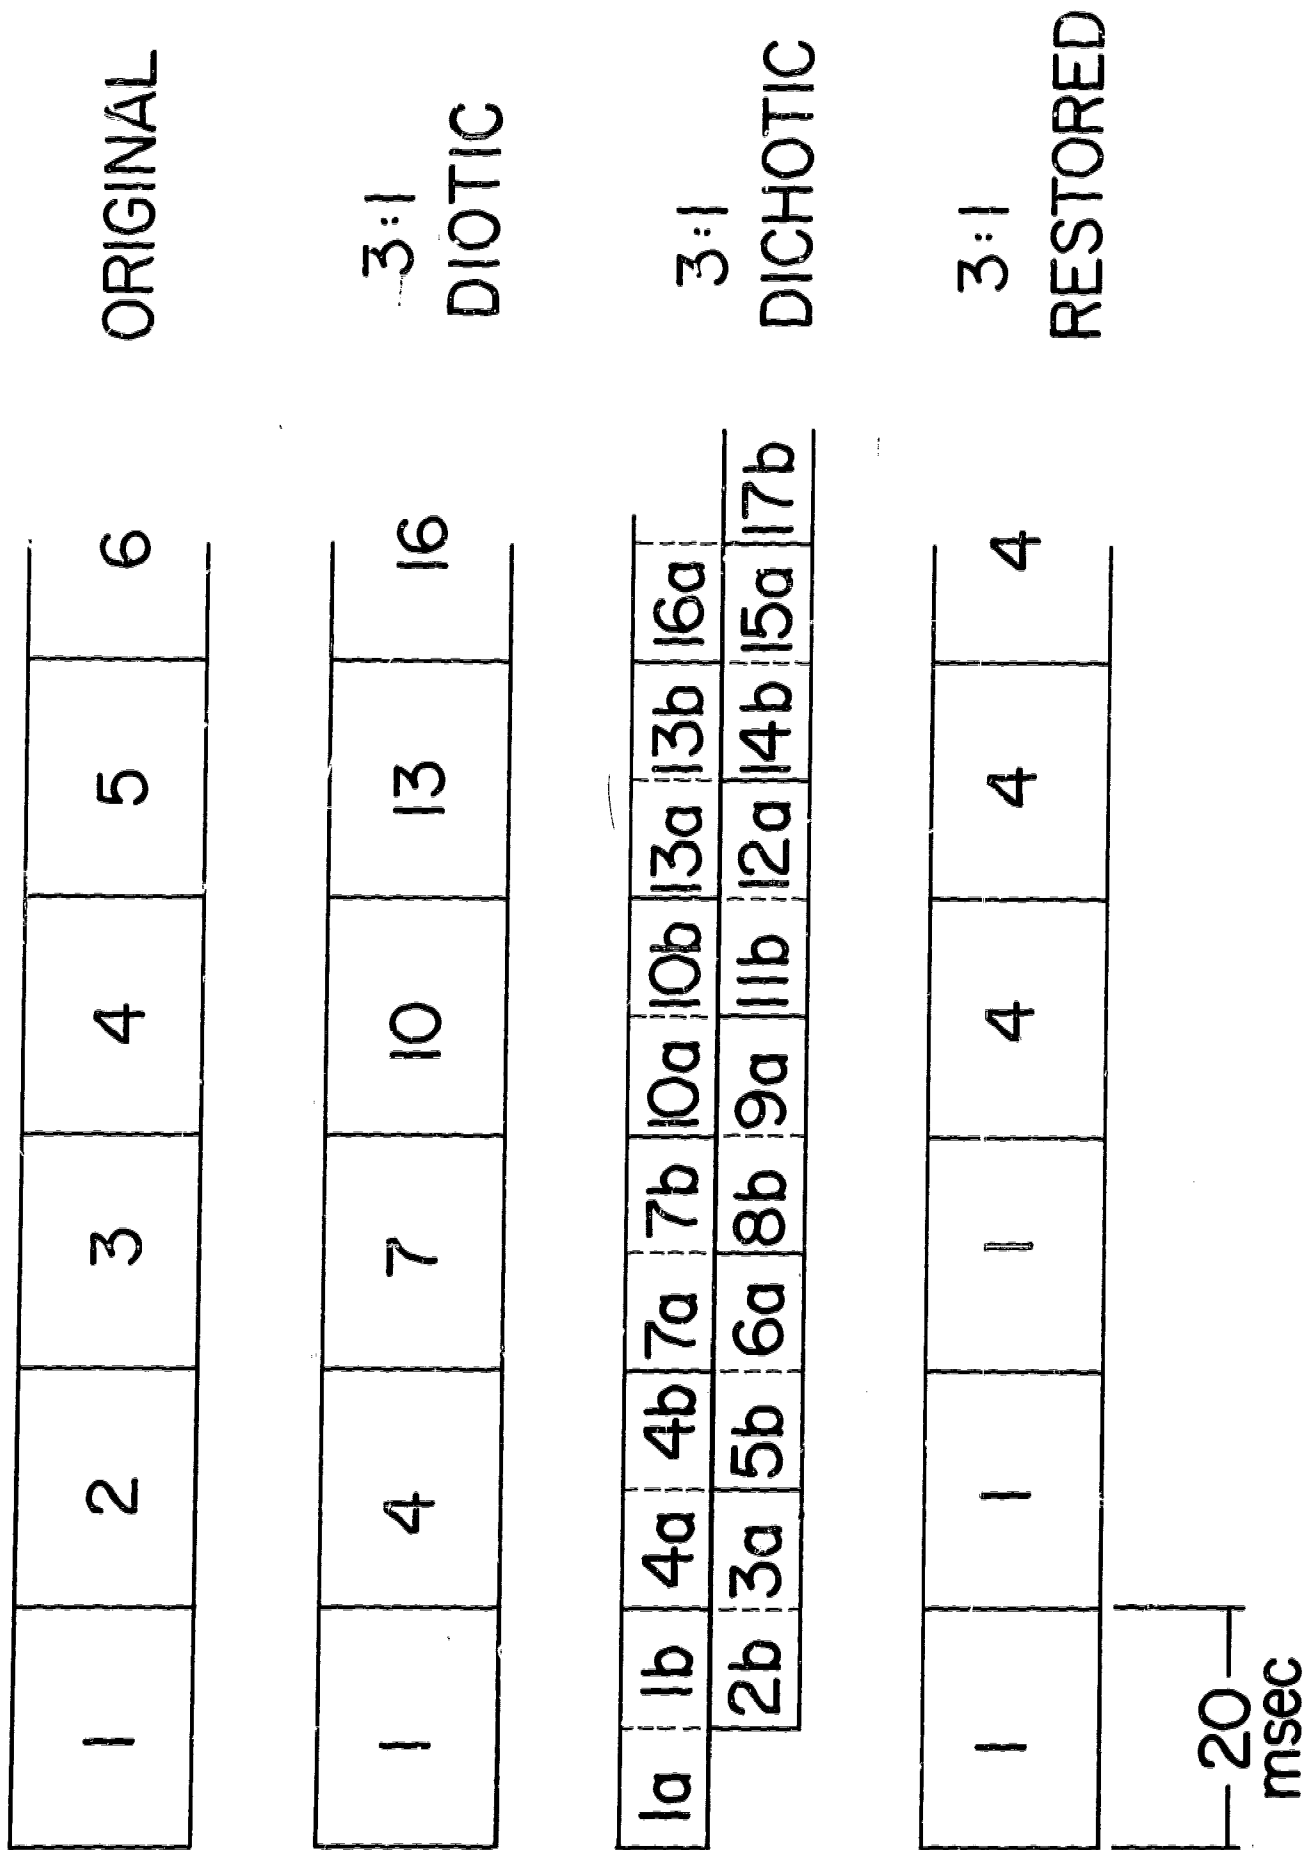 1 2 3 4 5 6
ORIGINAL
1 4 7 10 13 16
3:1
DIOTIC
1a 1b 4a 4b 7a 7b 10a 10b 13a 13b 16a
2b 3a 5b 6a 8b 9a 11b 12a 14b 15a 17b
3:1
DICHOTIC
1 1 1 4 4 4
3:1
RESTORED
20
msec